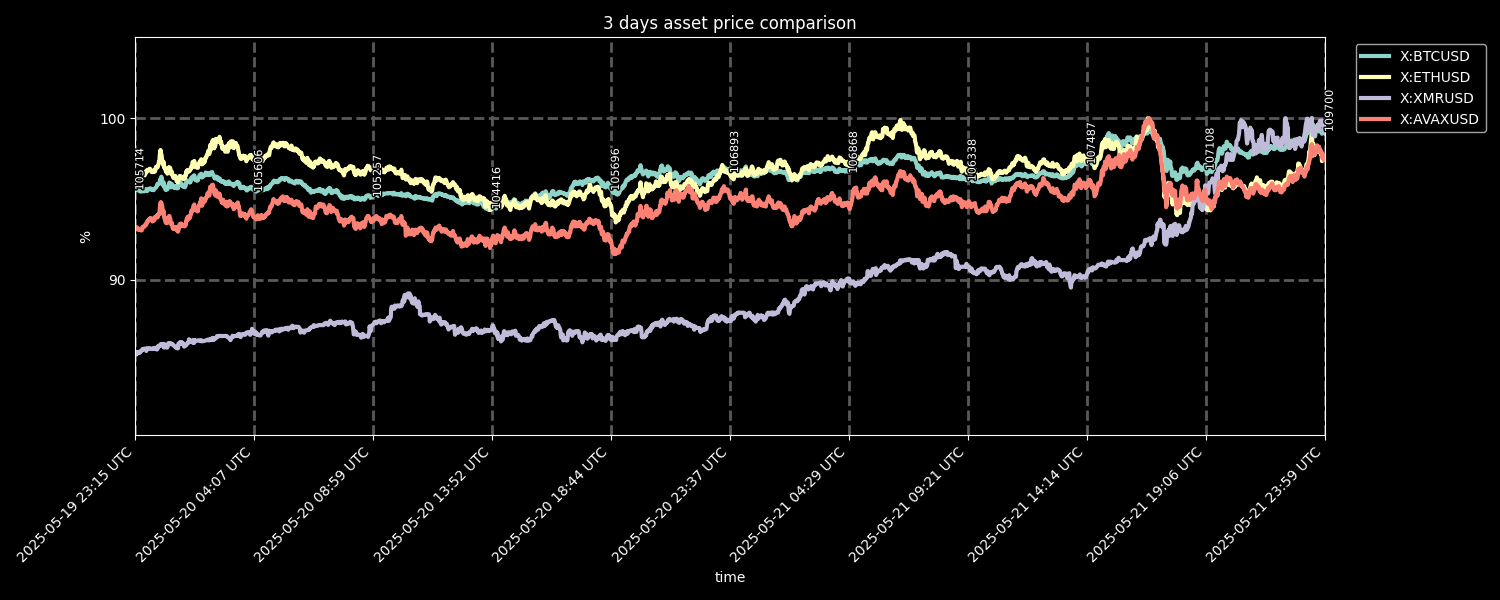 3 days asset price comparison
X:BTCUSD
X:ETHUSD
X:XMRUSD
X:AVAXUSD
%
100
90
105714
105606
105257
104416
105696
106893
106868
106338
107487
107108
109700
2025-05-19 23:15 UTC
2025-05-20 04:07 UTC
2025-05-20 08:59 UTC
2025-05-20 13:52 UTC
2025-05-20 18:44 UTC
2025-05-20 23:37 UTC
2025-05-21 04:29 UTC
2025-05-21 09:21 UTC
2025-05-21 14:14 UTC
2025-05-21 19:06 UTC
2025-05-21 23:59 UTC
time